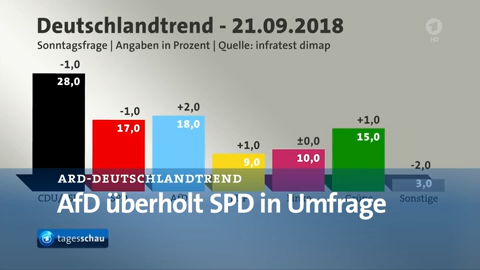 Deutschlandtrend - 21.09.2018
Sonntagsfrage | Angaben in Prozent | Quelle: infratest dimap
HD
-1,0
28,0
-1,0
17,0
+2,0
18,0
+1,0
9,0
±0,0
10,0
+1,0
15,0
-2,0
3,0
Sonstige
ARD-DEUTSCHLANDTREND
AfD überholt SPD in Umfrage
tagesschau